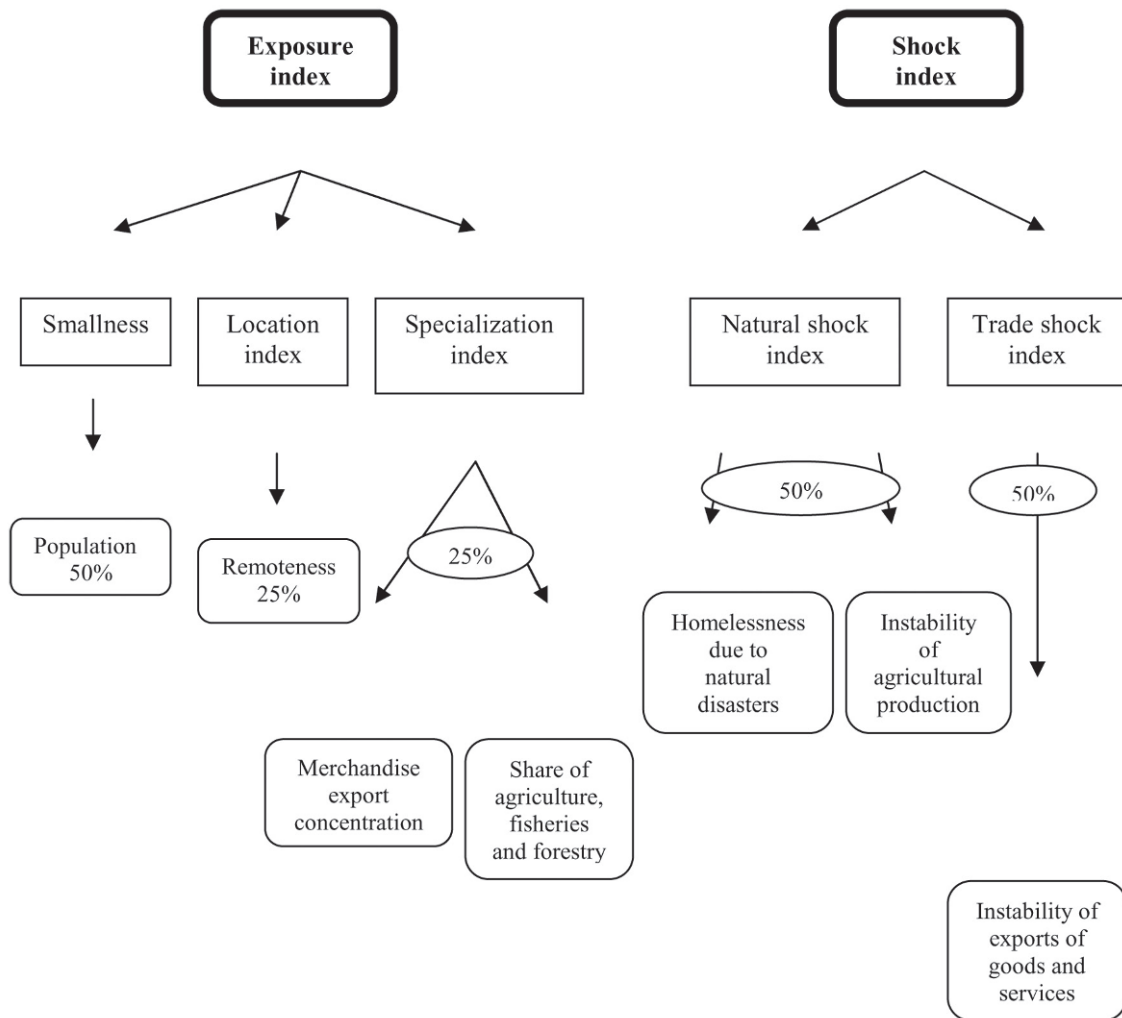 Exposure
index
Shock
index
Smallness
Location
index
Specialization
index
Natural shock
index
Trade shock
index
Population
50%
Remoteness
25%
25%
50%
50%
Homelessness
due to
natural
disasters
Instability
of
agricultural
production
Merchandise
export
concentration
Share of
agriculture,
fisheries
and forestry
Instability of
exports of
goods and
services